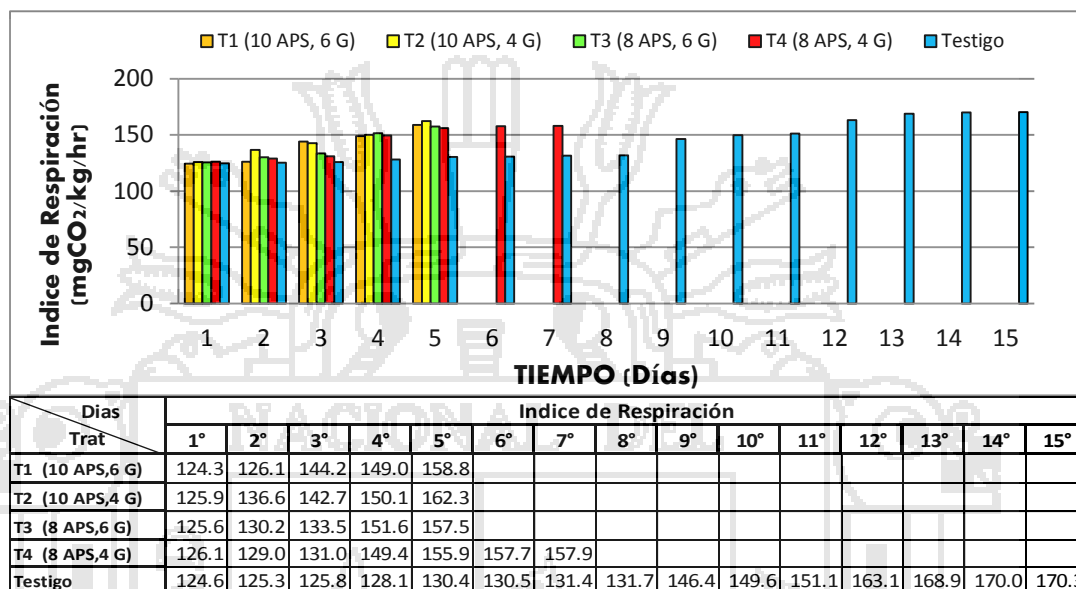 T1 (10 APS, 6 G) T2 (10 APS, 4 G) T3 (8 APS, 6 G) T4 (8 APS, 4 G) Testigo
Indice de Respiración
(mgCO2/kg/hr)
200
150
100
50
0
1 2 3 4 5 6 7 8 9 10 11 12 13 14 15
TIEMPO (Días)
Dias Indice de Respiración
Trat 1° 2° 3° 4° 5° 6° 7° 8° 9° 10° 11° 12° 13° 14° 15°
T1 (10 APS,6 G) 124.3 126.1 144.2 149.0 158.8
T2 (10 APS,4 G) 125.9 136.6 142.7 150.1 162.3
T3 (8 APS,6 G) 125.6 130.2 133.5 151.6 157.5
T4 (8 APS,4 G) 126.1 129.0 131.0 149.4 155.9 157.7 157.9
Testigo 124.6 125.3 125.8 128.1 130.4 130.5 131.4 131.7 146.4 149.6 151.1 163.1 168.9 170.0 170.3
NACIONAL DEL